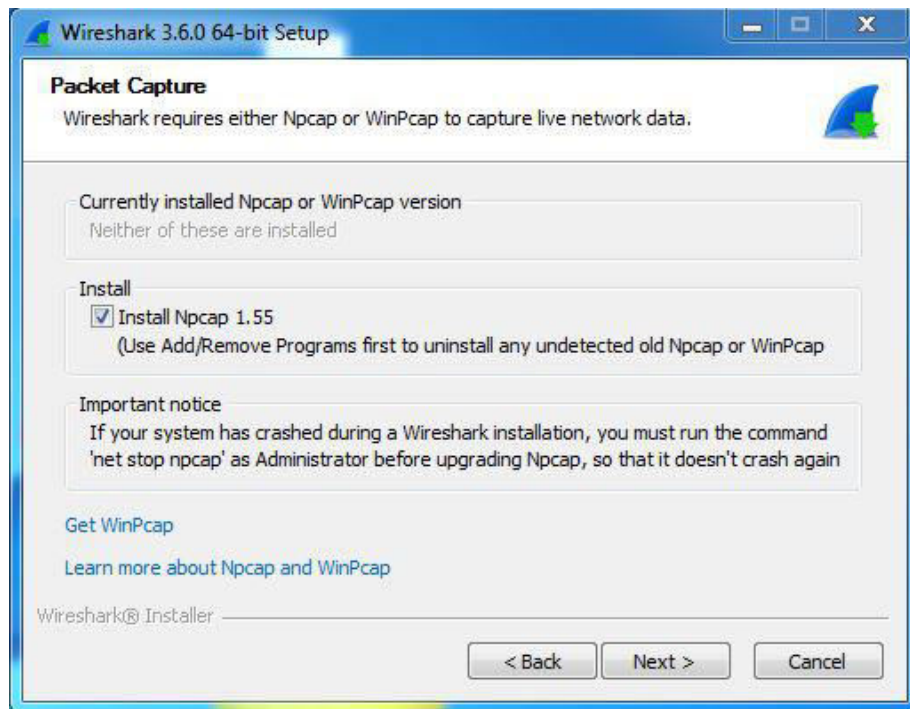 Wireshark 3.6.0 64-bit Setup
Packet Capture
Wireshark requires either Npcap or WinPcap to capture live network data.
Currently installed Npcap or WinPcap version
Neither of these are installed
Install
Install Npcap 1.55
(Use Add/Remove Programs first to uninstall any undetected old Npcap or WinPcap
Important notice
If your system has crashed during a Wireshark installation, you must run the command
'net stop npcap' as Administrator before upgrading Npcap, so that it doesn't crash again
Get WinPcap
Learn more about Npcap and WinPcap
Wireshark® Installer
< Back Next > Cancel